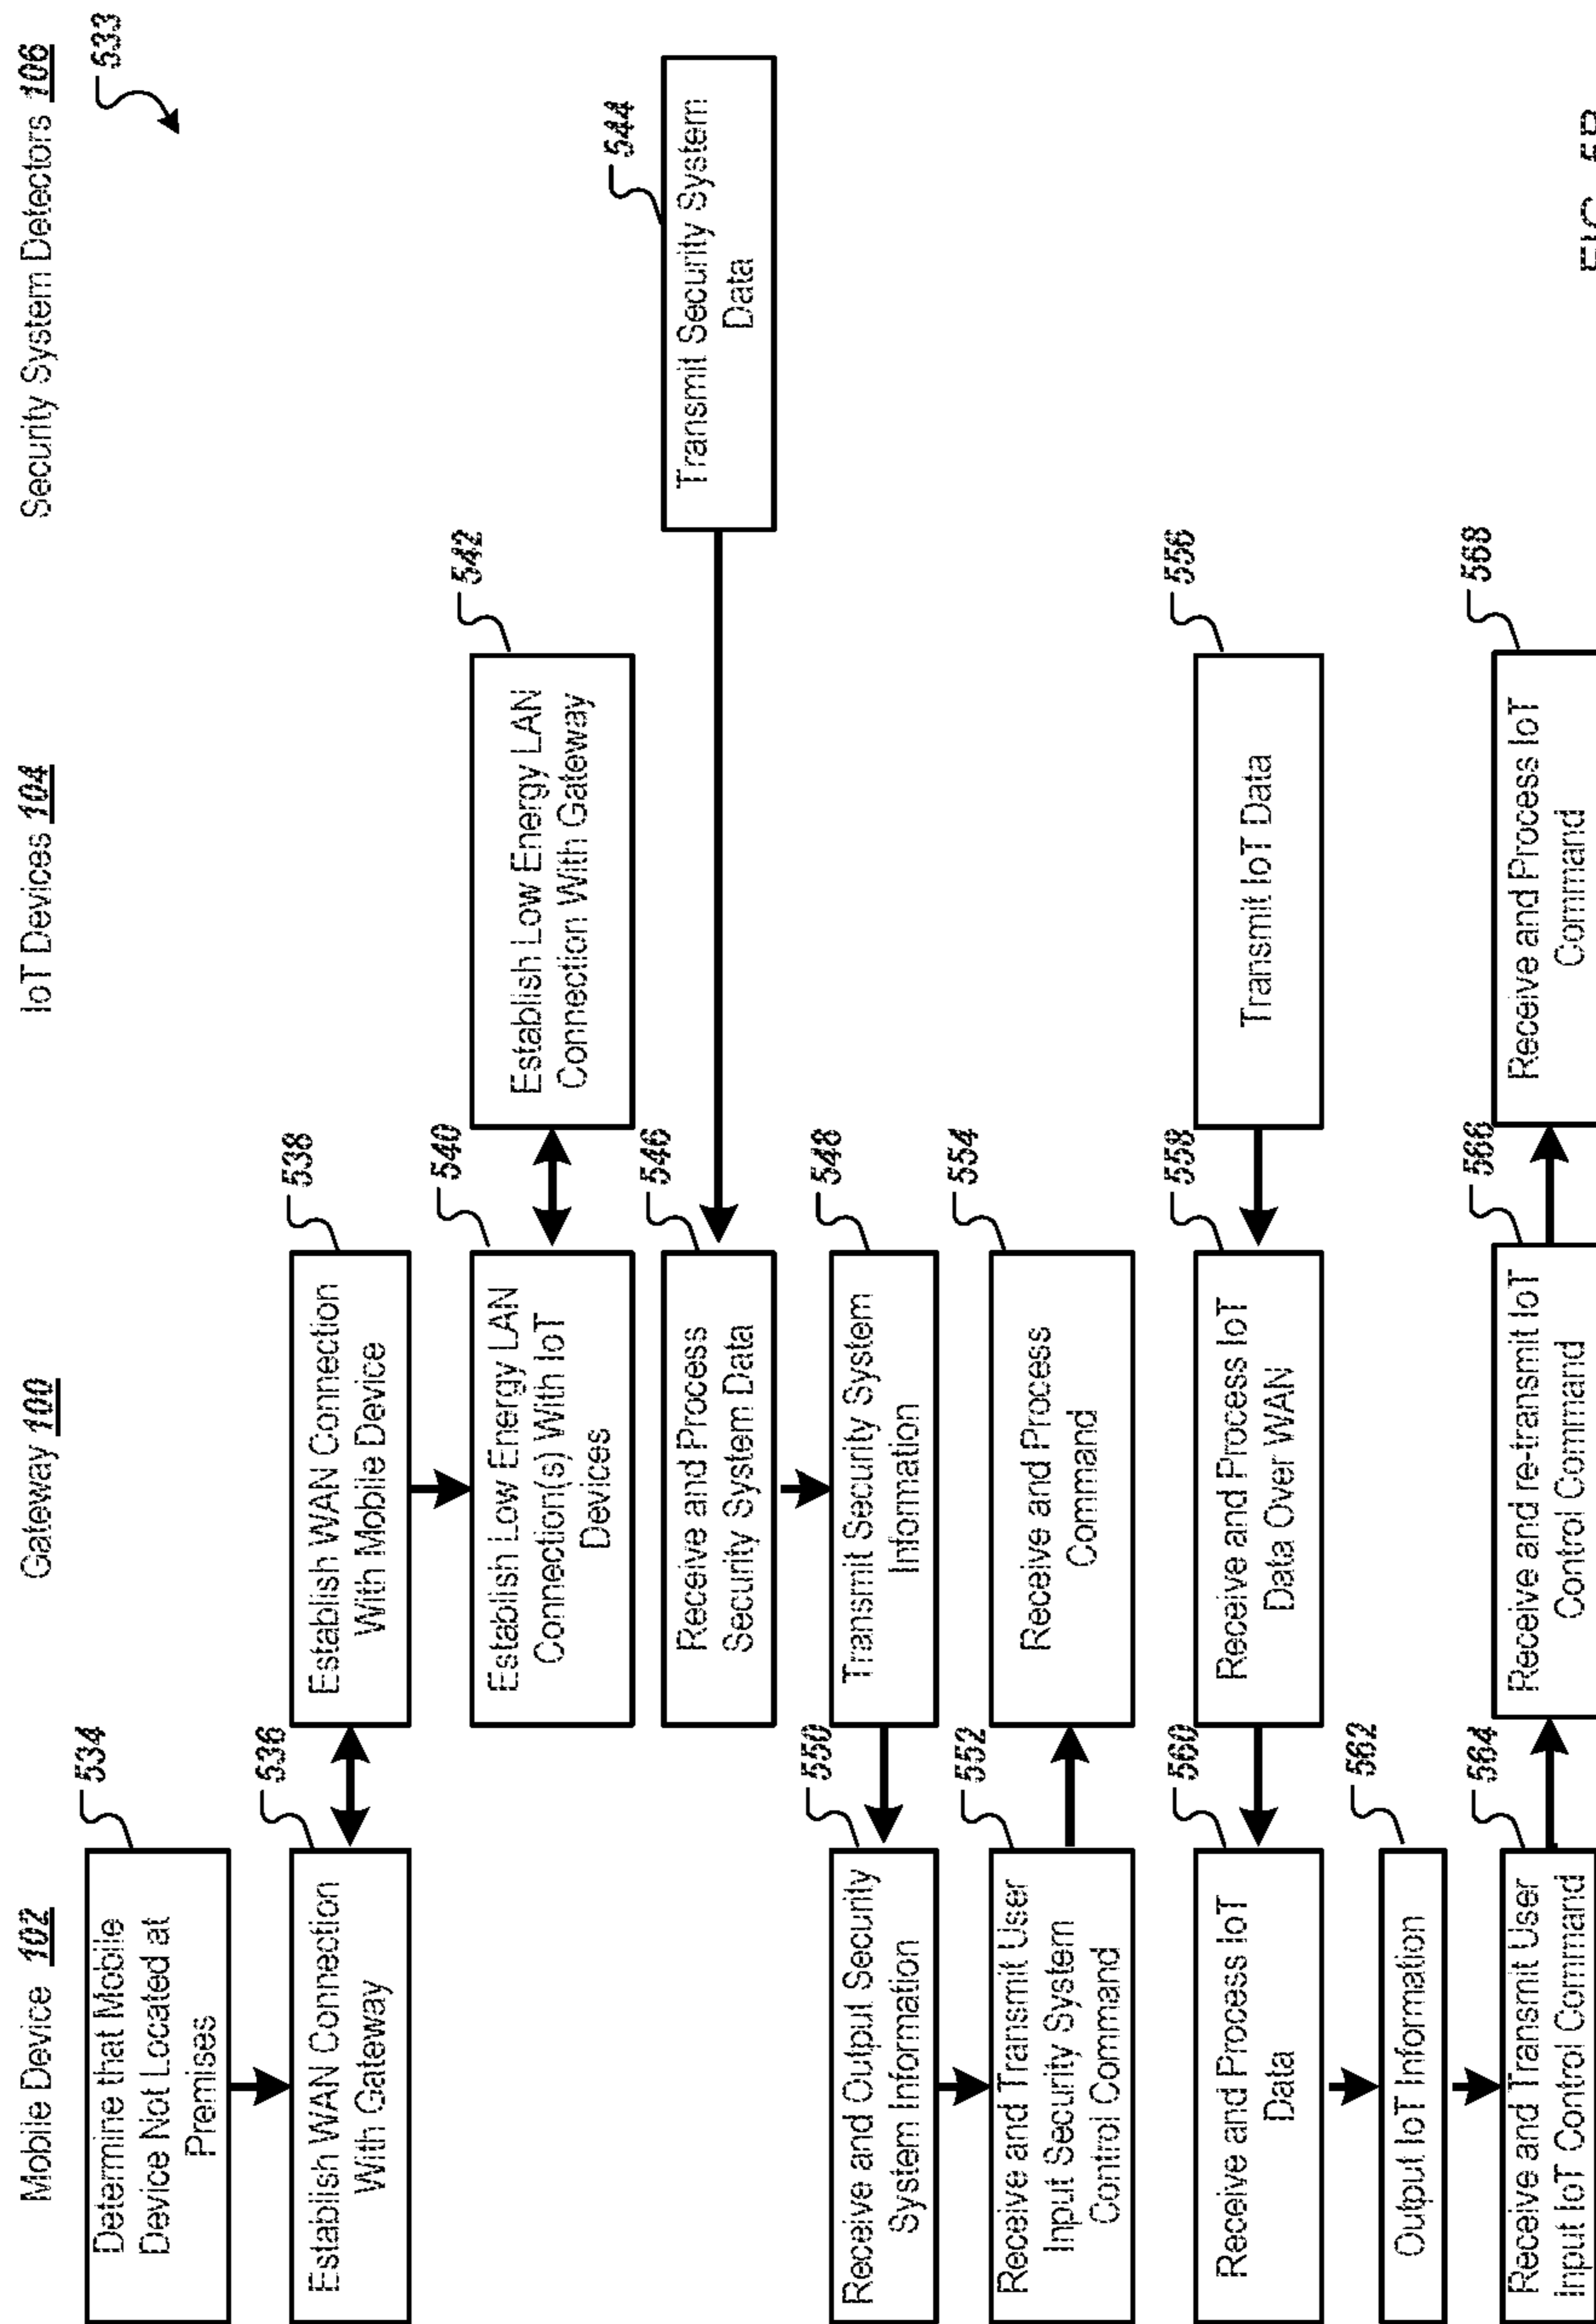 Mobile Device 102
Gateway 100
IoT Devices 104
Security System Detectors 106
533
534
Determine that Mobile
Device Not Located at
Premises
536
Establish WAN Connection
With Gateway
538
Establish WAN Connection
With Mobile Device
540
Establish Low Energy LAN
Connection(s) With IoT
Devices
542
Establish Low Energy LAN
Connection With Gateway
544
Transmit Security System
Data
546
Receive and Process
Security System Data
548
Transmit Security System
Information
550
Receive and Output Security
System Information
552
Receive and Transmit User
Input Security System
Control Command
554
Receive and Process
Command
556
Transmit IoT Data
558
Receive and Process IoT
Data Over WAN
560
Receive and Process IoT
Data
562
Output IoT Information
564
Receive and Transmit User
Input IoT Control Command
566
Receive and re-transmit IoT
Control Command
568
Receive and Process IoT
Command
FIG. 5B